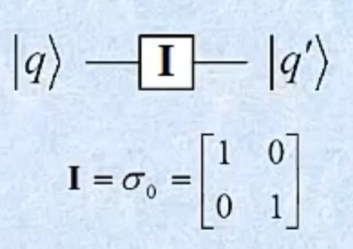 |q⟩ I |q′⟩
I = σ₀ = [1 0
0 1]